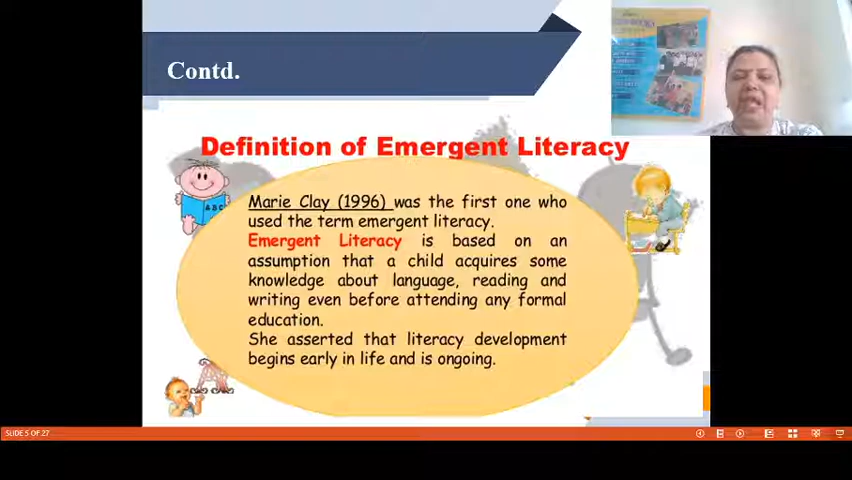 Contd.
Definition of Emergent Literacy
Marie Clay (1996) was the first one who
used the term emergent literacy.
Emergent Literacy is based on an
assumption that a child acquires some
knowledge about language, reading and
writing even before attending any formal
education.
She asserted that literacy development
begins early in life and is ongoing.
ABC
A
SLIDE 5 OF 27